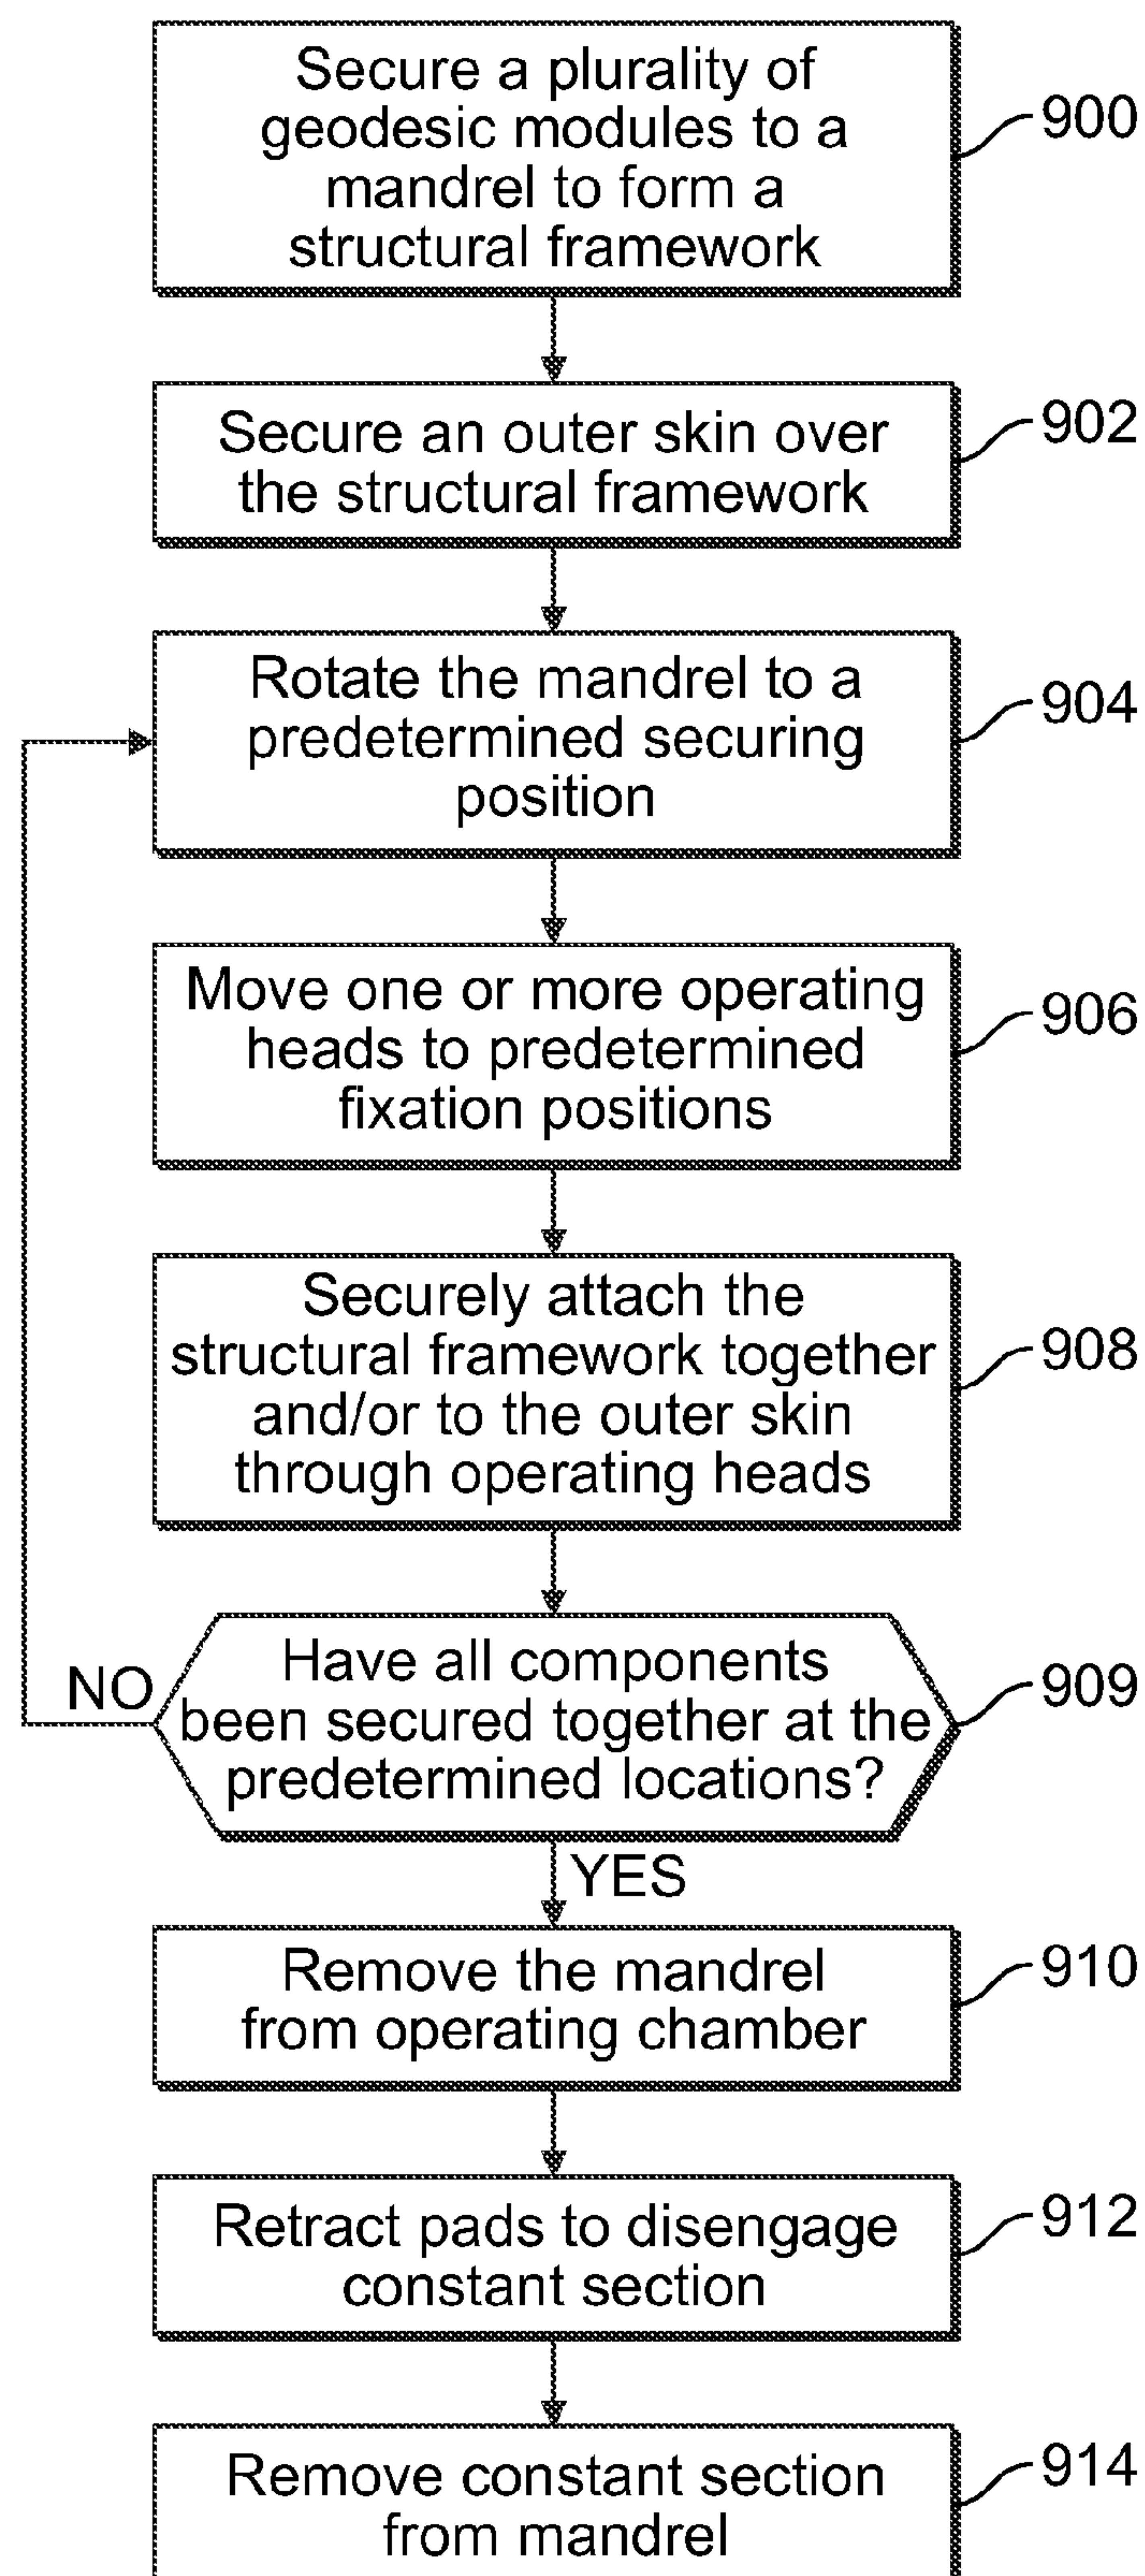 Secure a plurality of
geodesic modules to a
mandrel to form a
structural framework
900
Secure an outer skin over
the structural framework
902
Rotate the mandrel to a
predetermined securing
position
904
Move one or more operating
heads to predetermined
fixation positions
906
Securely attach the
structural framework together
and/or to the outer skin
through operating heads
908
Have all components
been secured together at the
predetermined locations?
909
NO
YES
Remove the mandrel
from operating chamber
910
Retract pads to disengage
constant section
912
Remove constant section
from mandrel
914